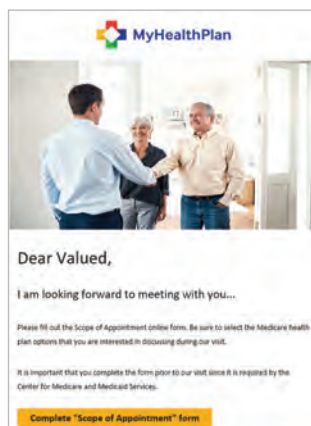 MyHealthPlan
Dear Valued,
I am looking forward to meeting with you...
Please fill out the Scope of Appointment online form. Be sure to select the Medicare health
plan options that you are interested in discussing during our visit.
It is important that you complete the form prior to our visit since it is required by the
Center for Medicare and Medicaid Services.
Complete "Scope of Appointment" form